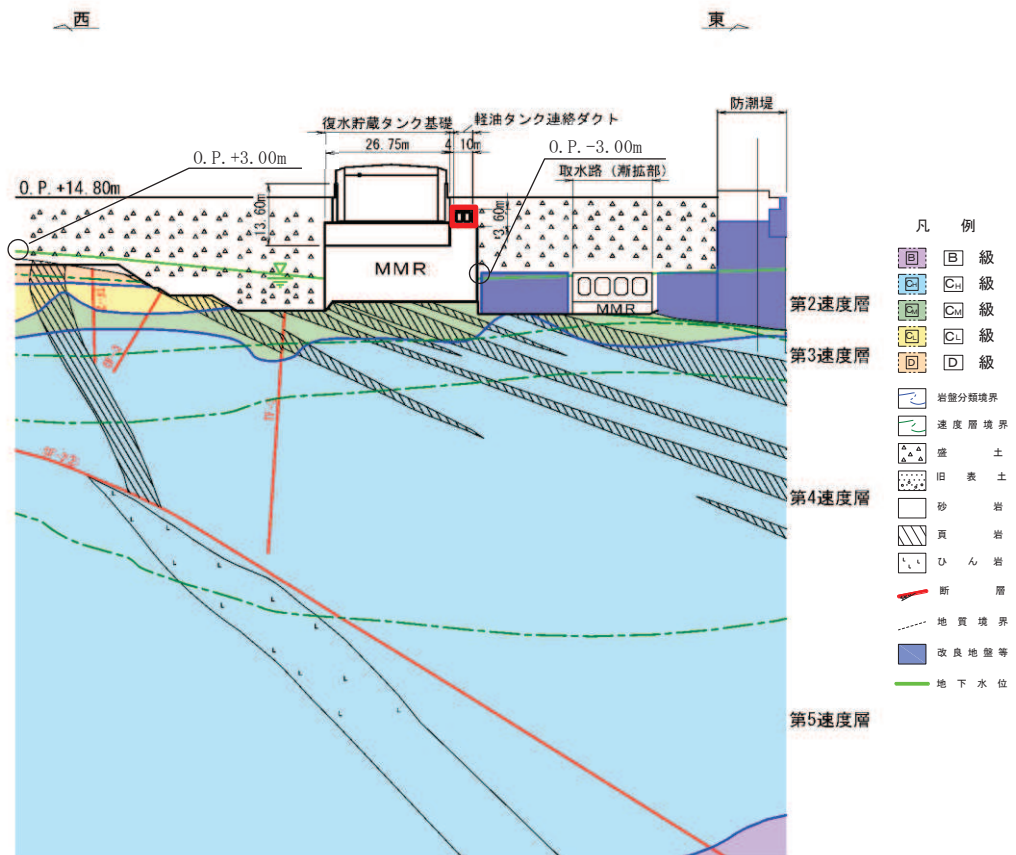 西
東
防潮堤
復水貯蔵タンク基礎
軽油タンク連絡ダクト
26.75m
4.10m
O.P.+3.00m
O.P.-3.00m
取水路(漸拡部)
O.P.+14.80m
13.60m
3.60m
MMR
MMR
第2速度層
第3速度層
第4速度層
第5速度層
凡 例
B B 級
CH CH 級
CM CM 級
CL CL 級
D D 級
岩盤分類境界
速度層境界
盛 土
旧 表 土
砂 岩
頁 岩
ひ ん 岩
断 層
地質境界
改良地盤等
地下水位